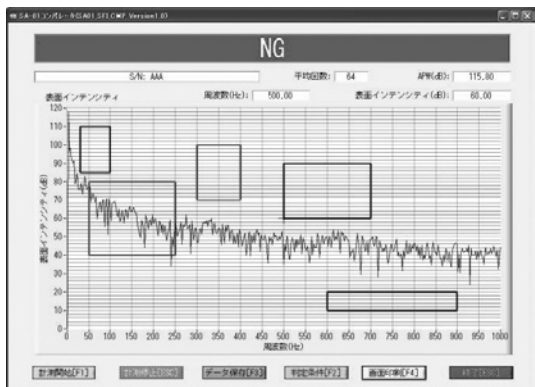 SA-01コンパレータ(SA01.SFI.CMP Version1.0)
NG
S/N: AAA 平均回数: 64 APW(dB): 115.80
表面インテンシティ 周波数(Hz): 500.00 表面インテンシティ(dB): 60.00
120
110
100
90
80
70
60
50
40
30
20
10
0
表面インテンシティ(dB)
0 50 100 150 200 250 300 350 400 450 500 550 600 650 700 750 800 850 900 950 1000
周波数(Hz)
計測開始[F1] 計測停止[ESC] データ保存[F3] 判定条件[F2] 画面印刷[F4] 終了[ESC]